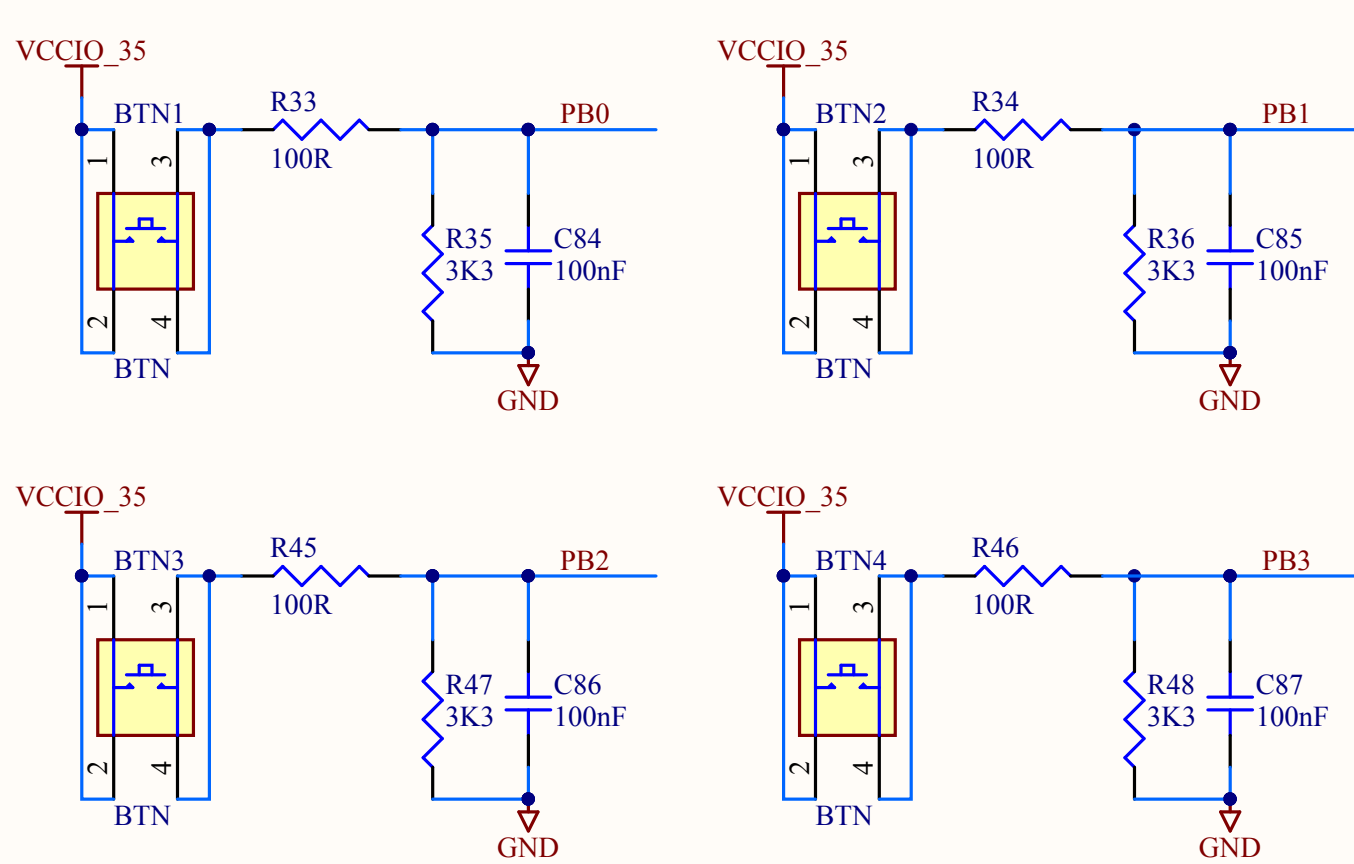 VCCIO_35
BTN1
R33
PB0
1
3
100R
R35
C84
3K3
100nF
2
4
BTN
GND
VCCIO_35
BTN2
R34
PB1
1
3
100R
R36
C85
3K3
100nF
2
4
BTN
GND
VCCIO_35
BTN3
R45
PB2
1
3
100R
R47
C86
3K3
100nF
2
4
BTN
GND
VCCIO_35
BTN4
R46
PB3
1
3
100R
R48
C87
3K3
100nF
2
4
BTN
GND